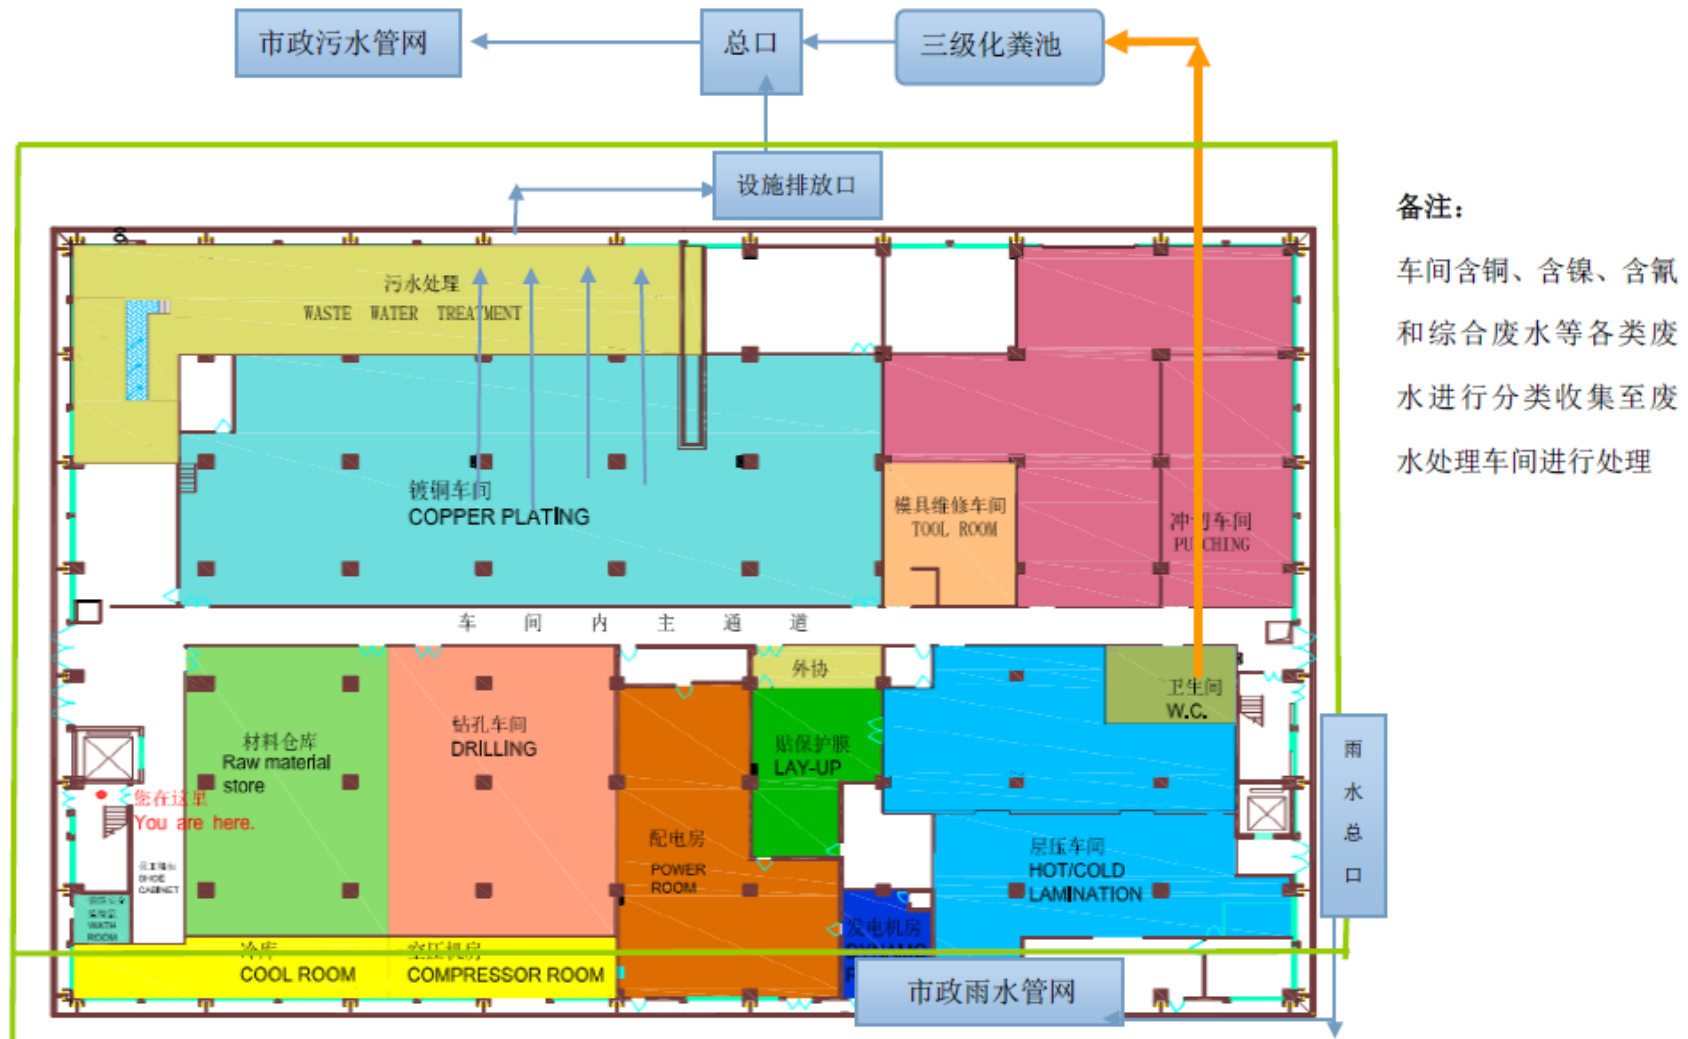 市政污水管网
总口
三级化粪池
设施排放口
备注：
车间含铜、含镍、含氰
和综合废水等各类废
水进行分类收集至废
水处理车间进行处理
污水处理
WASTE WATER TREATMENT
镀铜车间
COPPER PLATING
模具维修车间
TOOL ROOM
冲切车间
PUNCHING
车间内主通道
外协
卫生间
W.C.
材料仓库
Raw material
store
钻孔车间
DRILLING
贴保护膜
LAY-UP
您在这里
You are here.
配电房
POWER
ROOM
层压车间
HOT/COLD
LAMINATION
雨水总口
SHOE
CABINET
ROOM
发电机房
DYNAMO
冷库
COOL ROOM
空压机房
COMPRESSOR ROOM
市政雨水管网